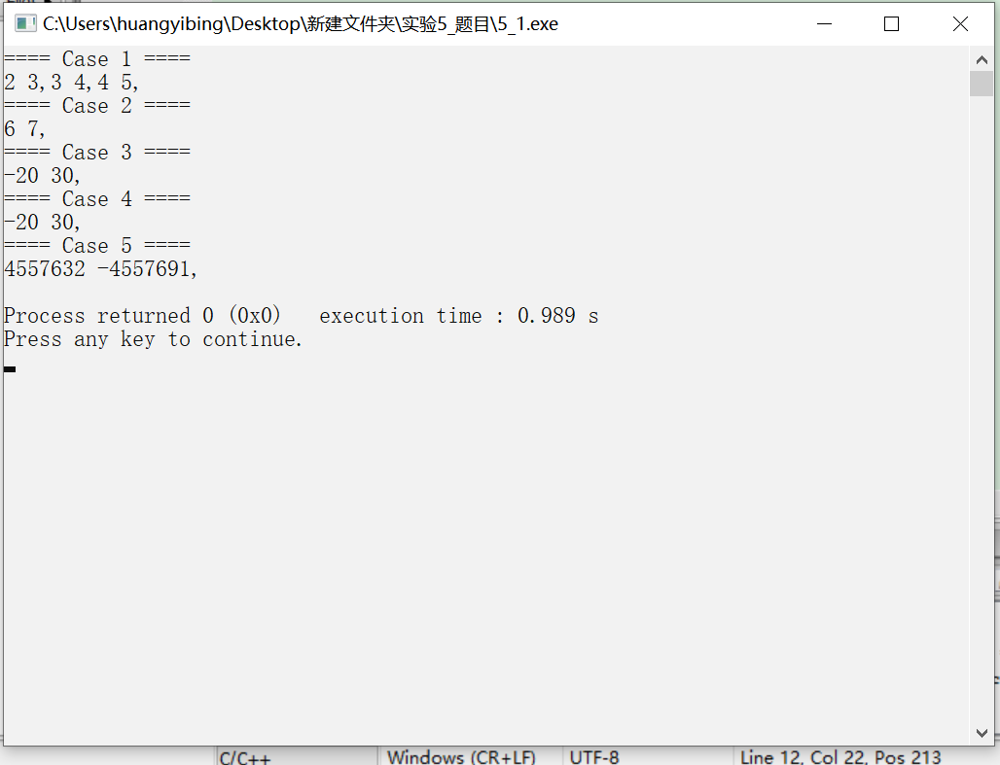 C:\Users\huangyibing\Desktop\新建文件夹\实验5_题目\5_1.exe
==== Case 1 ====
2 3,3 4,4 5,
==== Case 2 ====
6 7,
==== Case 3 ====
-20 30,
==== Case 4 ====
-20 30,
==== Case 5 ====
4557632 -4557691,
Process returned 0 (0x0)   execution time : 0.989 s
Press any key to continue.
C/C++ Windows (CR+LF) UTF-8 Line 12, Col 22, Pos 213